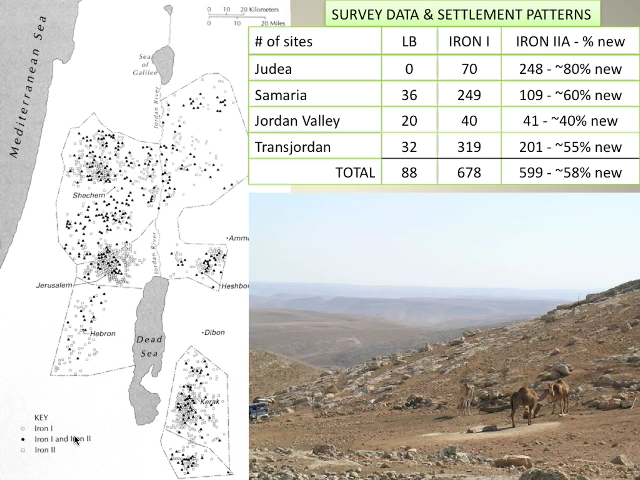 SURVEY DATA & SETTLEMENT PATTERNS
# of sites LB IRON I IRON IIA - % new
Judea 0 70 248 - ~80% new
Samaria 36 249 109 - ~60% new
Jordan Valley 20 40 41 - ~40% new
Transjordan 32 319 201 - ~55% new
TOTAL 88 678 599 - ~58% new
0 10 20 Kilometers
0 10 20 Miles
Mediterranean Sea
Sea
of
Galilee
Jordan River
Shechem
Jordan River
Jerusalem
Hebron
Dead
Sea
Dibon
Kerak
KEY
Iron I
Iron I and Iron II
Iron II